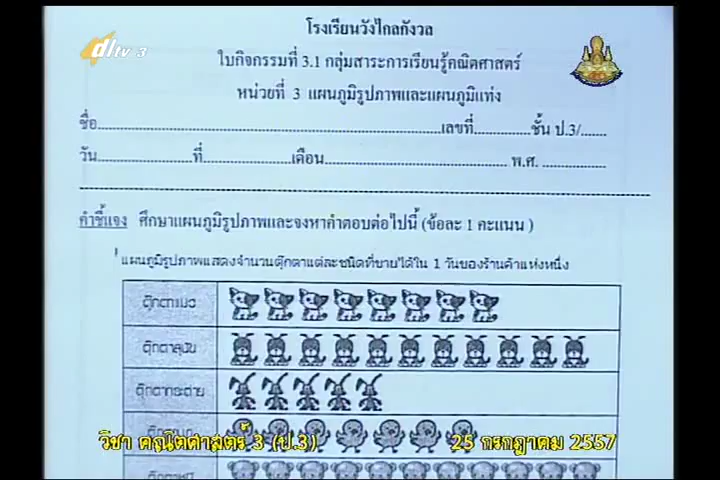 dltv 3
โรงเรียนวังไกลกังวล
ใบกิจกรรมที่ 3.1 กลุ่มสาระการเรียนรู้คณิตศาสตร์
หน่วยที่ 3 แผนภูมิรูปภาพและแผนภูมิแท่ง
ชื่อ........................................................................................เลขที่...............ชั้น ป.3/.......
วัน.........................ที่.......................เดือน............................................... พ.ศ. .................
คำชี้แจง ศึกษาแผนภูมิรูปภาพและจงหาคำตอบต่อไปนี้ (ข้อละ 1 คะแนน )
แผนภูมิรูปภาพแสดงจำนวนตุ๊กตาแต่ละชนิดที่ขายได้ใน 1 วันของร้านค้าแห่งหนึ่ง
ตุ๊กตาแมว
ตุ๊กตาสุนัข
ตุ๊กตากระต่าย
วิชา คณิตศาสตร์ 3 (ป.3)
25 กรกฎาคม 2557